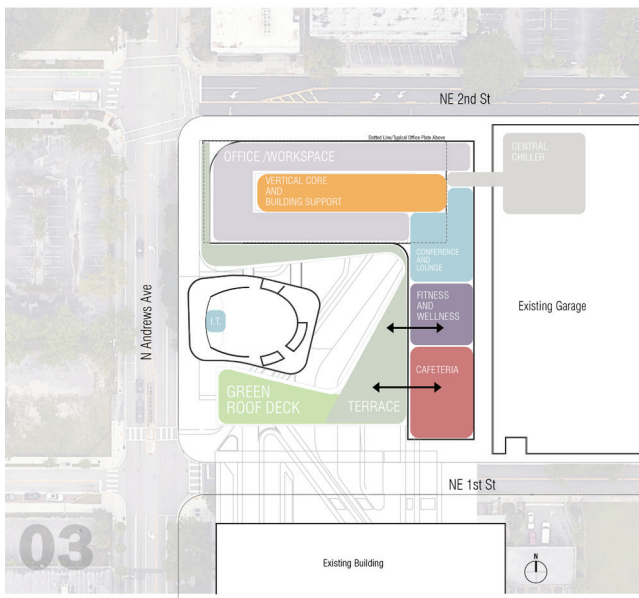 NE 2nd St
Dotted Line/Typical Office Plate Above
OFFICE /WORKSPACE
CENTRAL
CHILLER
VERTICAL CORE
AND
BUILDING SUPPORT
CONFERENCE
AND
LOUNGE
N Andrews Ave
I.T.
FITNESS
AND
WELLNESS
Existing Garage
CAFETERIA
GREEN
ROOF DECK
TERRACE
NE 1st St
03
Existing Building
N